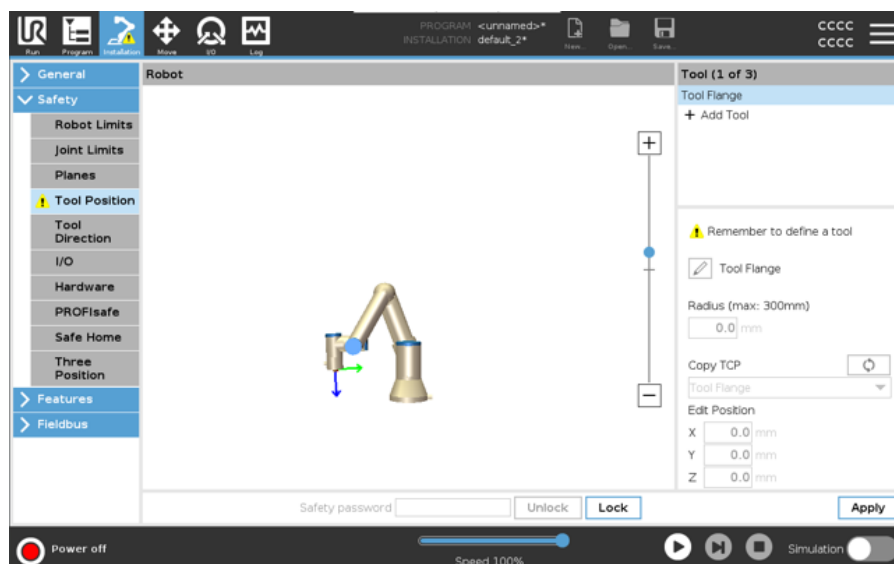 UR
PROGRAM <unnamed>*
INSTALLATION default_2*
Run Program Installation Move I/O Log
New... Open... Save...
CCCC
CCCC
General
Safety
Robot Limits
Joint Limits
Planes
Tool Position
Tool
Direction
I/O
Hardware
PROFIsafe
Safe Home
Three
Position
Features
Fieldbus
Robot
Tool (1 of 3)
Tool Flange
+ Add Tool
Remember to define a tool
Tool Flange
Radius (max: 300mm)
0.0 mm
Copy TCP
Tool Flange
Edit Position
X 0.0 mm
Y 0.0 mm
Z 0.0 mm
Safety password Unlock Lock
Apply
Power off
Speed 100%
Simulation